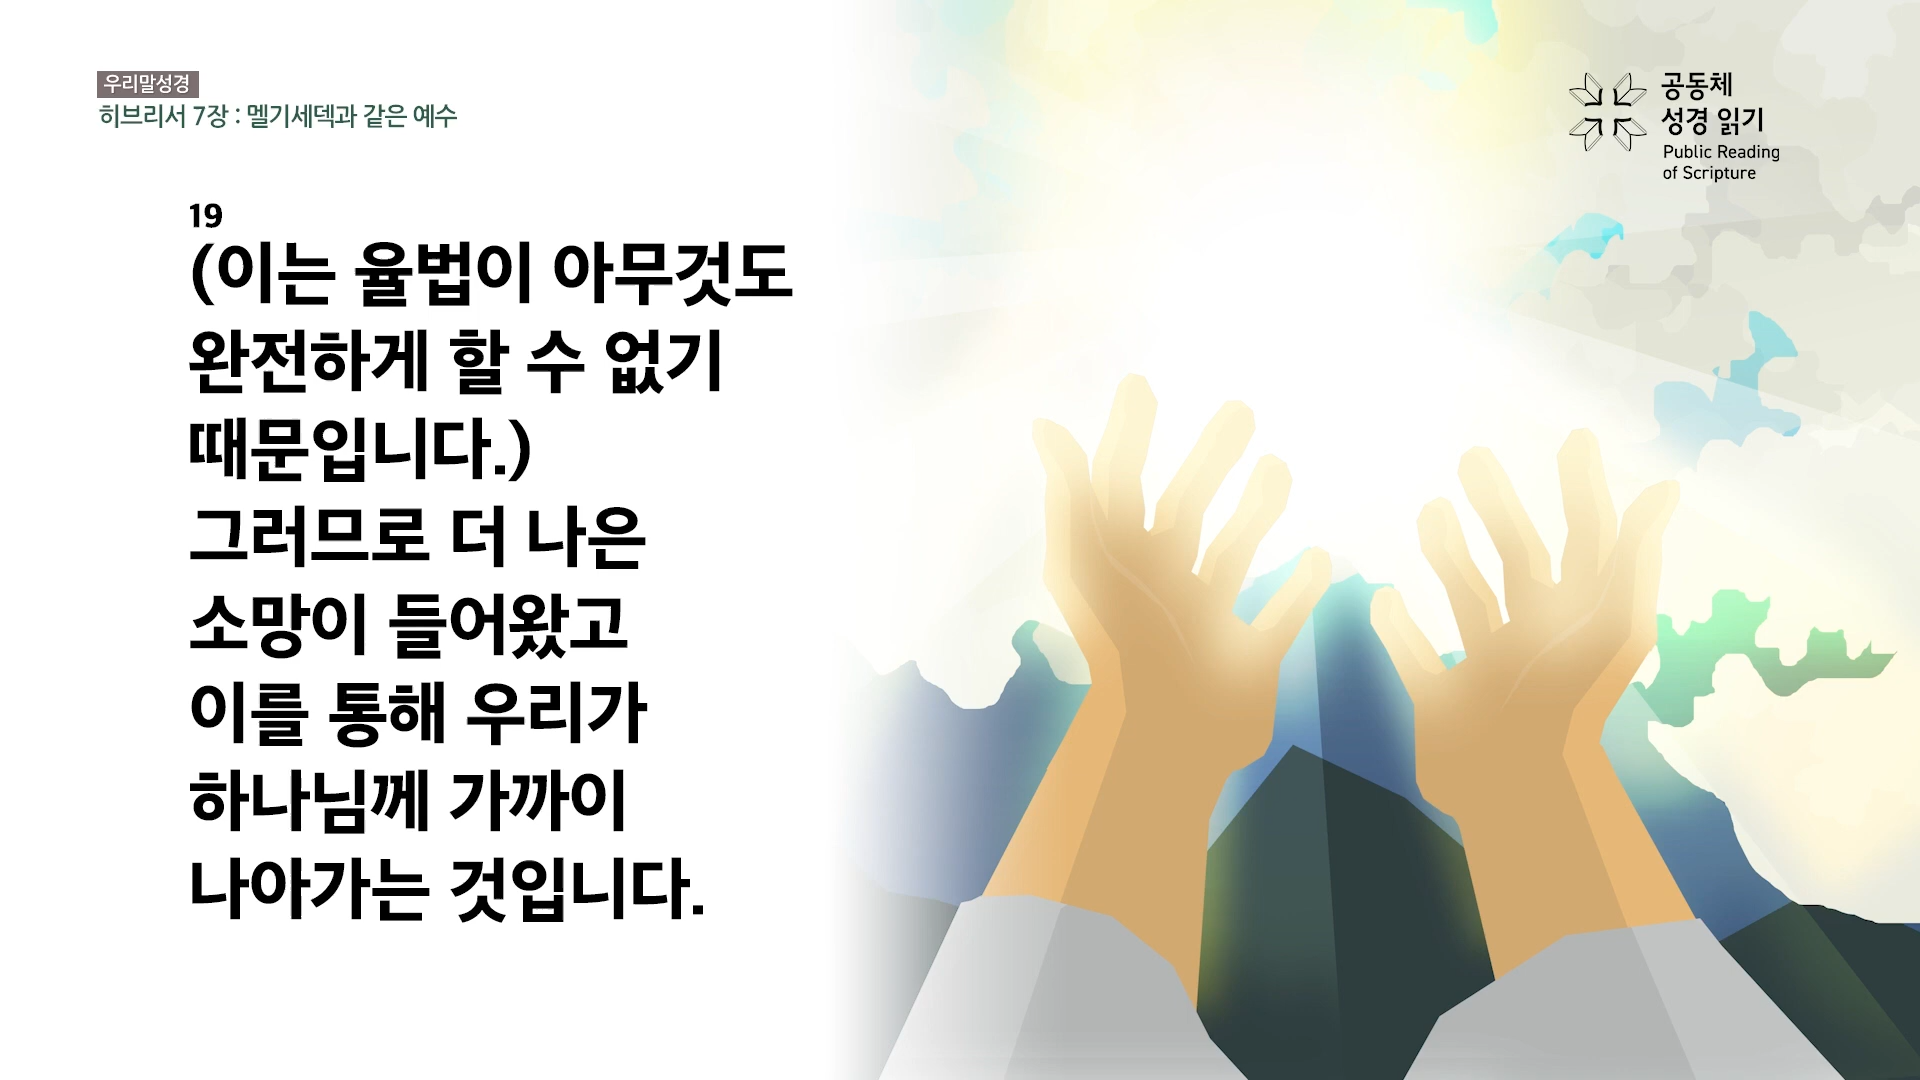 우리말성경
히브리서 7장 : 멜기세덱과 같은 예수
공동체
성경 읽기
Public Reading
of Scripture
19
(이는 율법이 아무것도
완전하게 할 수 없기
때문입니다.)
그러므로 더 나은
소망이 들어왔고
이를 통해 우리가
하나님께 가까이
나아가는 것입니다.